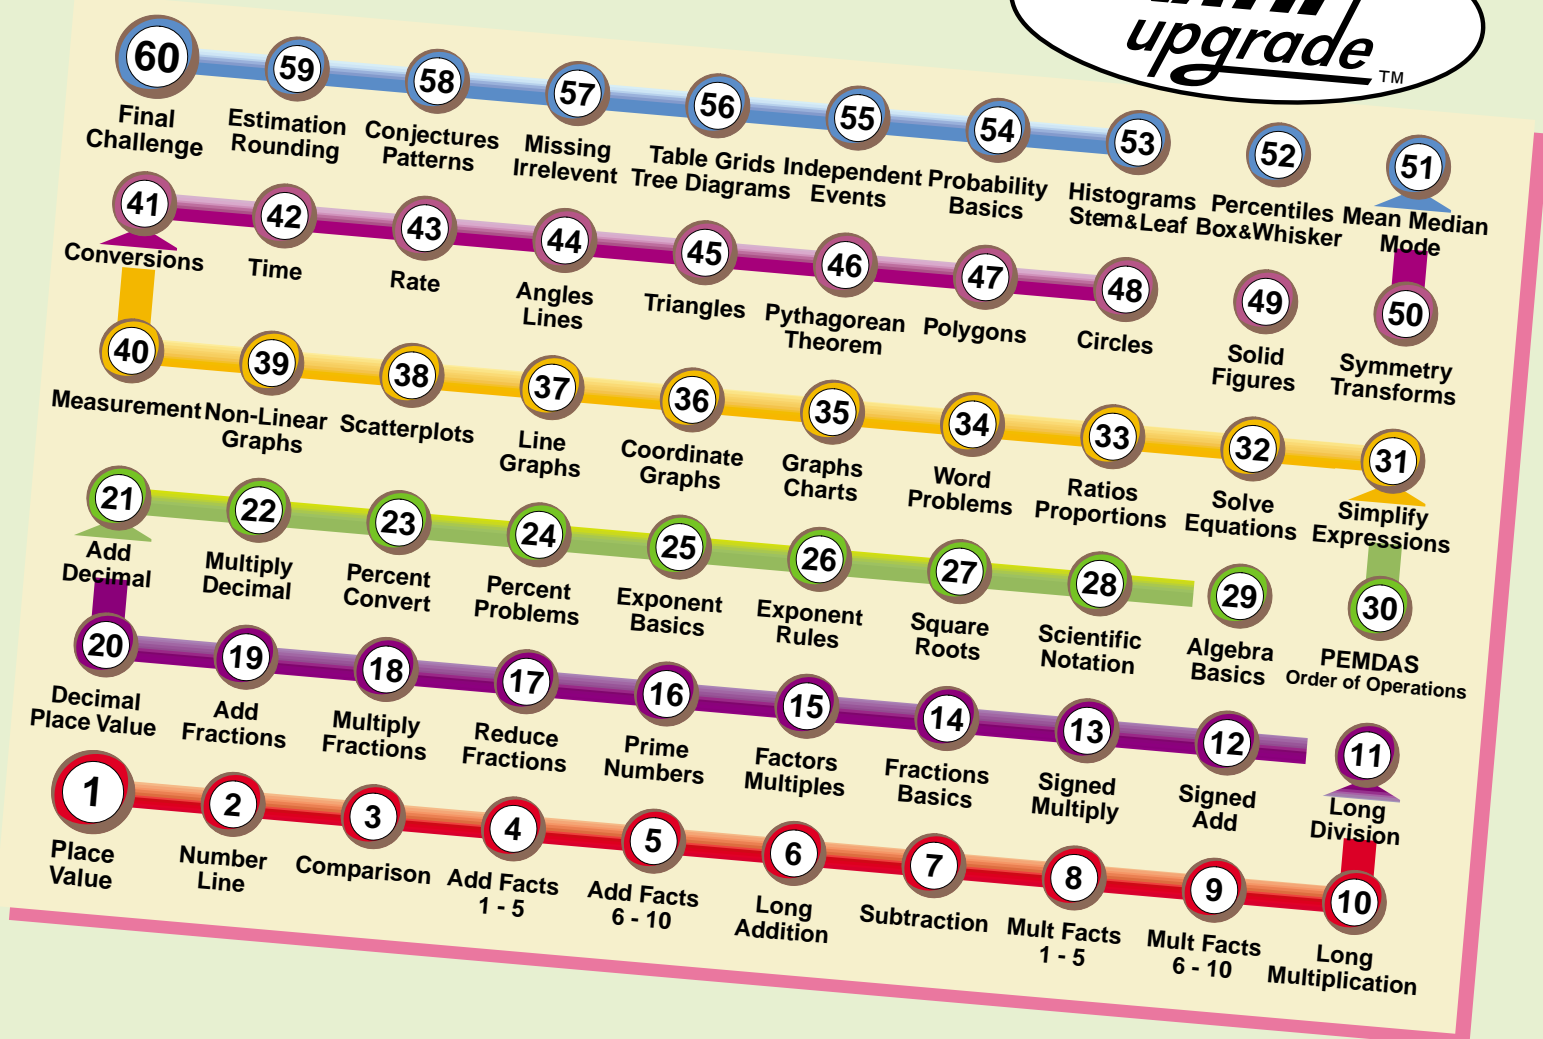 upgrade™
60 59 58 57 56 55 54 53 52 51
Final Challenge
Estimation Rounding
Conjectures Patterns
Missing Irrelevent
Table Grids Tree Diagrams
Independent Events
Probability Basics
Histograms Stem&Leaf
Percentiles Box&Whisker
Mean Median Mode
41 42 43 44 45 46 47 48 49 50
Conversions
Time
Rate
Angles Lines
Triangles
Pythagorean Theorem
Polygons
Circles
Solid Figures
Symmetry Transforms
40 39 38 37 36 35 34 33 32 31
Measurement
Non-Linear Graphs
Scatterplots
Line Graphs
Coordinate Graphs
Graphs Charts
Word Problems
Ratios Proportions
Solve Equations
Simplify Expressions
21 22 23 24 25 26 27 28 29 30
Add Decimal
Multiply Decimal
Percent Convert
Percent Problems
Exponent Basics
Exponent Rules
Square Roots
Scientific Notation
Algebra Basics
PEMDAS Order of Operations
20 19 18 17 16 15 14 13 12 11
Decimal Place Value
Add Fractions
Multiply Fractions
Reduce Fractions
Prime Numbers
Factors Multiples
Fractions Basics
Signed Multiply
Signed Add
Long Division
1 2 3 4 5 6 7 8 9 10
Place Value
Number Line
Comparison
Add Facts 1 - 5
Add Facts 6 - 10
Long Addition
Subtraction
Mult Facts 1 - 5
Mult Facts 6 - 10
Long Multiplication